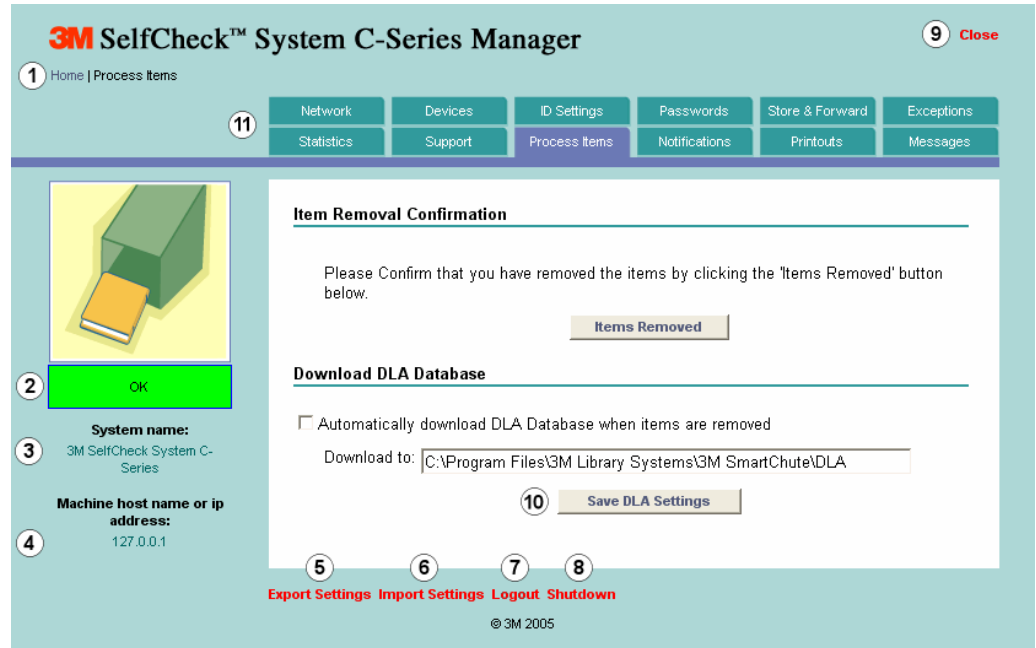 3M SelfCheck™ System C-Series Manager
9 Close
1 Home | Process Items
11
Network Devices ID Settings Passwords Store & Forward Exceptions
Statistics Support Process Items Notifications Printouts Messages
Item Removal Confirmation
Please Confirm that you have removed the items by clicking the 'Items Removed' button
below.
Items Removed
2 OK
Download DLA Database
Automatically download DLA Database when items are removed
Download to: C:\Program Files\3M Library Systems\3M SmartChute\DLA
10 Save DLA Settings
System name:
3 3M SelfCheck System C-
Series
Machine host name or ip
address:
4 127.0.0.1
5 6 7 8
Export Settings Import Settings Logout Shutdown
© 3M 2005